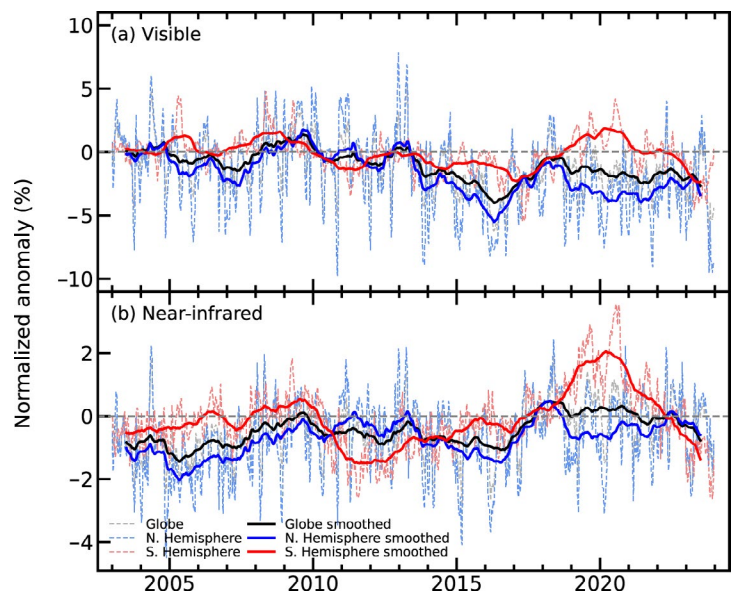 (a) Visible
10
5
0
−5
−10
Normalized anomaly (%)
(b) Near-infrared
2
0
−2
−4
Globe Globe smoothed
N. Hemisphere N. Hemisphere smoothed
S. Hemisphere S. Hemisphere smoothed
2005 2010 2015 2020